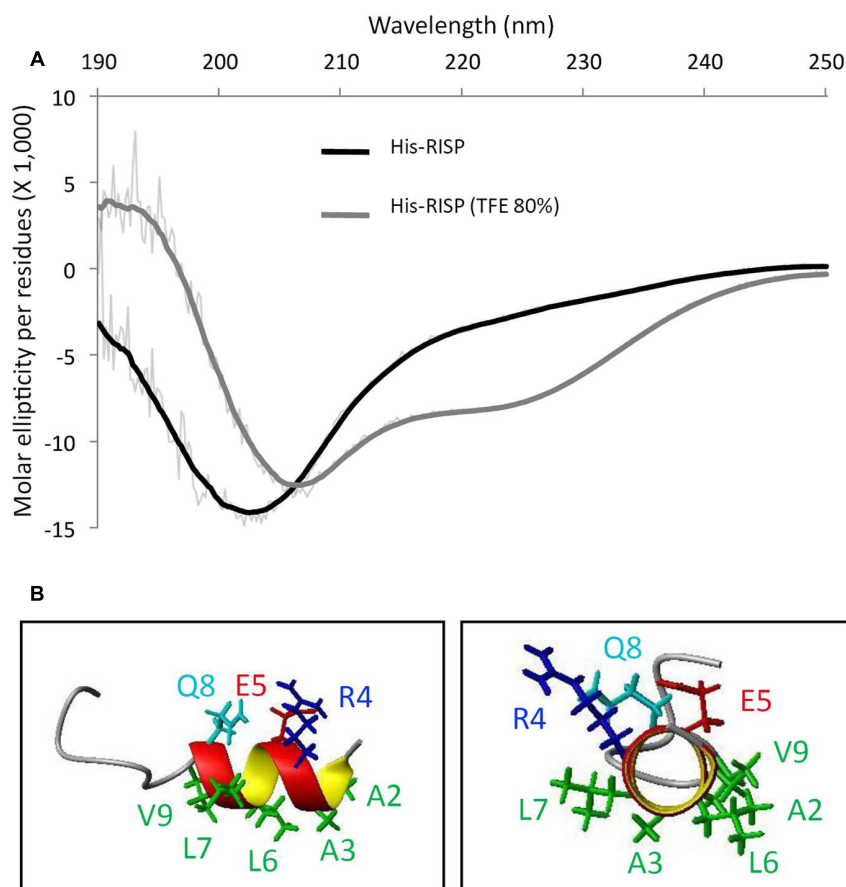 Wavelength (nm)
A
190 200 210 220 230 240 250
Molar ellipticity per residues (X 1,000)
10
5
0
-5
-10
-15
His-RISP
His-RISP (TFE 80%)
B
Q8 E5 R4
V9 L7 L6 A3 A2
Q8
R4 E5
V9
L7 A2
A3 L6